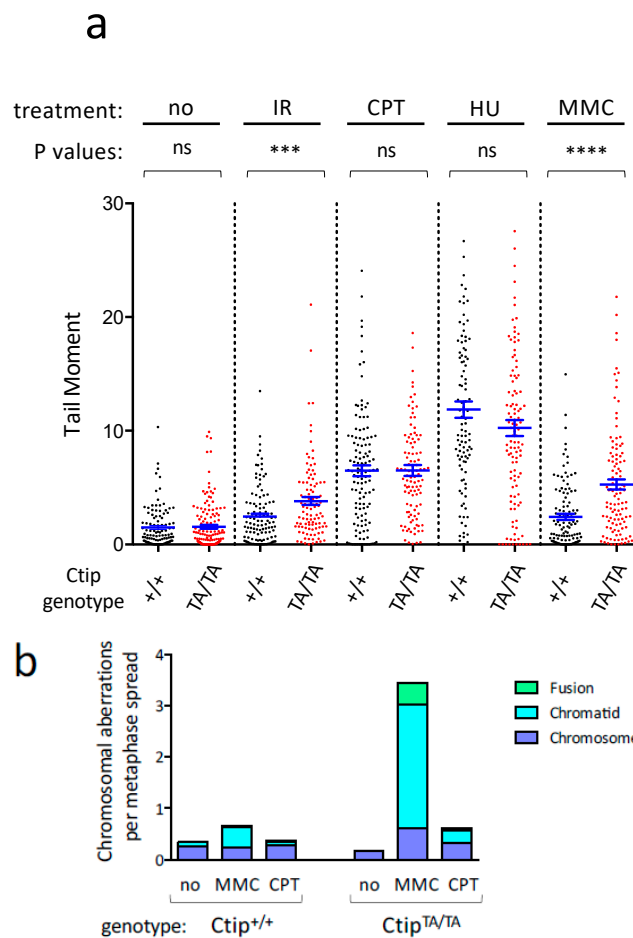 a
treatment: no IR CPT HU MMC
P values: ns *** ns ns ****
30
20
10
0
Tail Moment
Ctip genotype
+/+ TA/TA +/+ TA/TA +/+ TA/TA +/+ TA/TA +/+ TA/TA
b
4
3
2
1
0
Chromosomal aberrations
per metaphase spread
Fusion
Chromatid
Chromosome
no MMC CPT no MMC CPT
genotype: Ctip+/+ CtipTA/TA